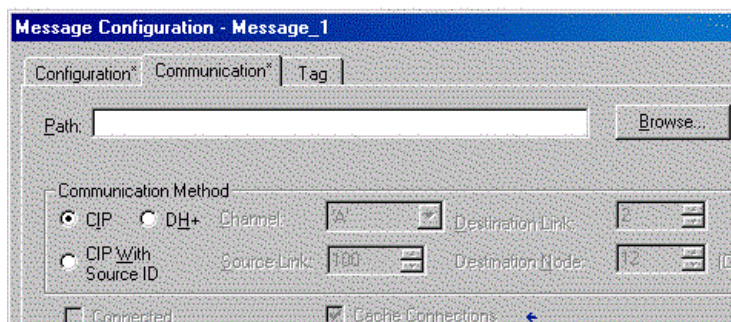 Message Configuration - Message_1
Configuration* Communication* Tag
Path: Browse...
Communication Method
CIP DH+ Channel: 'A' Destination Link: 2
CIP With Source ID Source Link: 100 Destination Node: 12
Connected Cache Connections